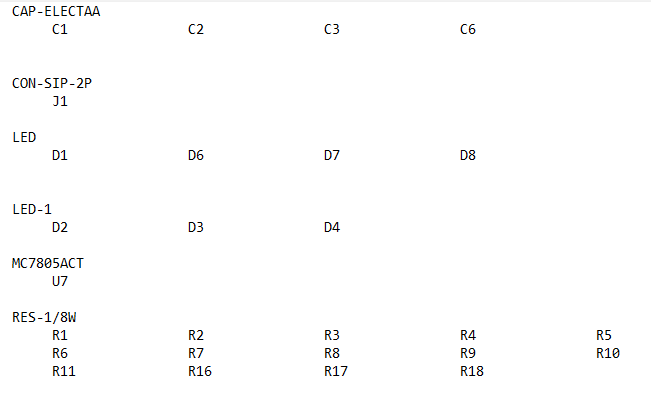 CAP-ELECTAA
C1 C2 C3 C6
CON-SIP-2P
J1
LED
D1 D6 D7 D8
LED-1
D2 D3 D4
MC7805ACT
U7
RES-1/8W
R1 R2 R3 R4 R5
R6 R7 R8 R9 R10
R11 R16 R17 R18